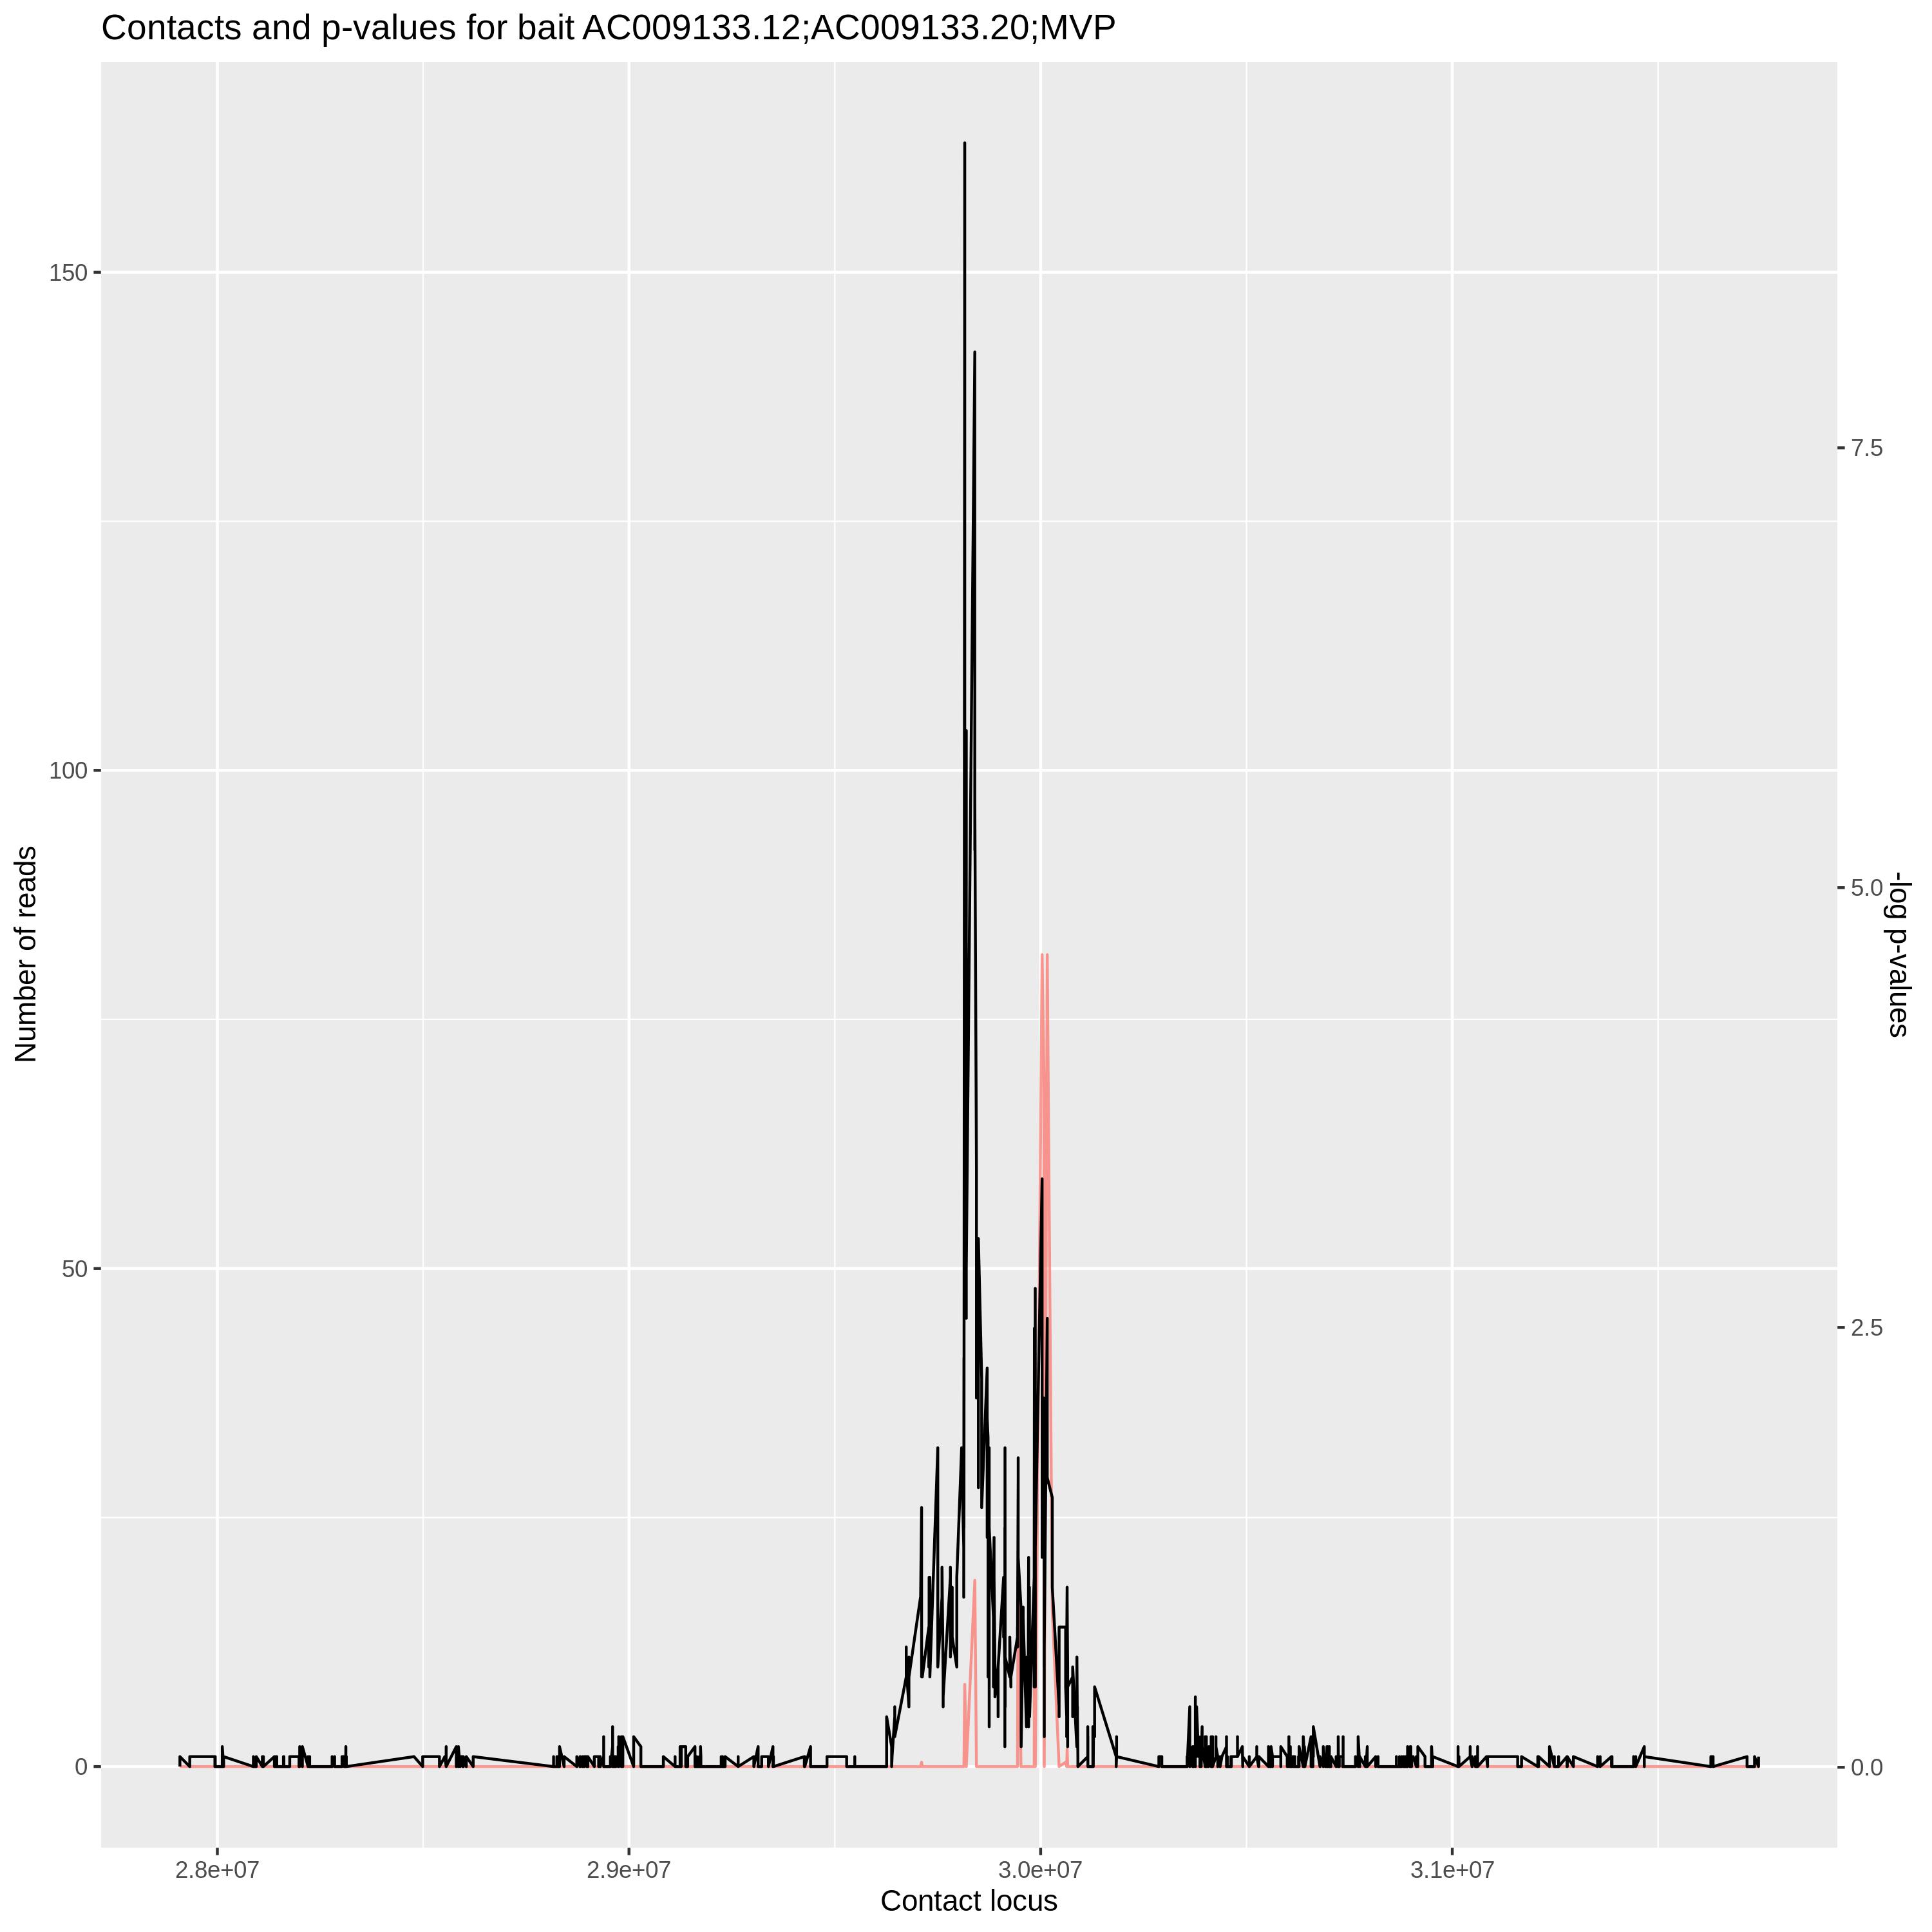 Contacts and p-values for bait AC009133.12;AC009133.20;MVP
150
100
50
0
Number of reads
7.5
5.0
2.5
0.0
-log p-values
2.8e+07
2.9e+07
3.0e+07
3.1e+07
Contact locus